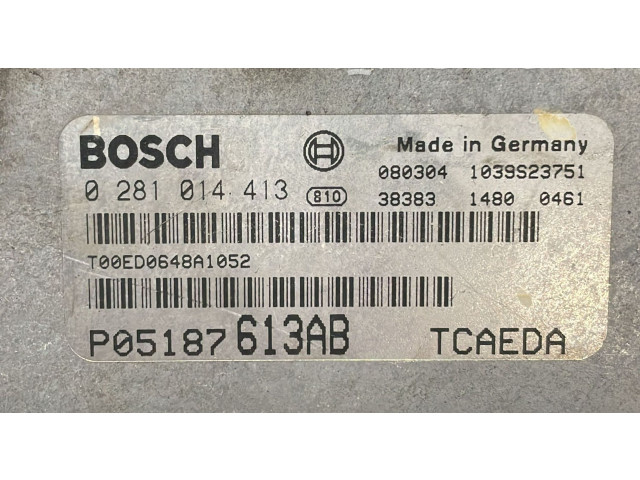 BOSCH Made in Germany
080304 1039S23751
0 281 014 413 810 38383 1480 0461
T00ED0648A1052
P05187613AB TCAEDA